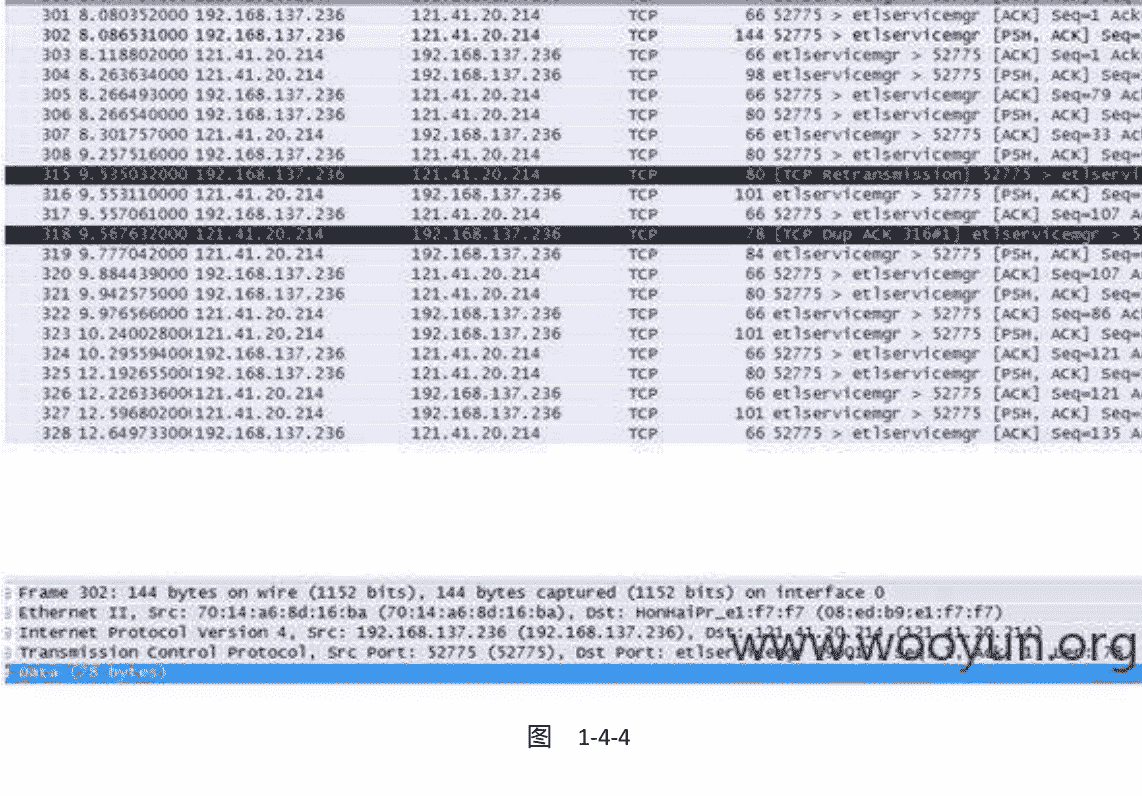 301 8.080352000 192.168.137.236 121.41.20.214 TCP 66 52775 > etlservicemgr [ACK] Seq=1 Ack
302 8.086531000 192.168.137.236 121.41.20.214 TCP 144 52775 > etlservicemgr [PSH, ACK] Seq=
303 8.118802000 121.41.20.214 192.168.137.236 TCP 66 etlservicemgr > 52775 [ACK] Seq=1 Ack
304 8.263634000 121.41.20.214 192.168.137.236 TCP 98 etlservicemgr > 52775 [PSH, ACK] Seq=
305 8.266493000 192.168.137.236 121.41.20.214 TCP 66 52775 > etlservicemgr [ACK] Seq=79 Ac
306 8.266540000 192.168.137.236 121.41.20.214 TCP 80 52775 > etlservicemgr [PSH, ACK] Seq=
307 8.301757000 121.41.20.214 192.168.137.236 TCP 66 etlservicemgr > 52775 [ACK] Seq=33 Ac
308 9.257516000 192.168.137.236 121.41.20.214 TCP 80 52775 > etlservicemgr [PSH, ACK] Seq=
315 9.535032000 192.168.137.236 121.41.20.214 TCP 80 [TCP Retransmission] 52775 > etlservi
316 9.553110000 121.41.20.214 192.168.137.236 TCP 101 etlservicemgr > 52775 [PSH, ACK] Seq=
317 9.557061000 192.168.137.236 121.41.20.214 TCP 66 52775 > etlservicemgr [ACK] Seq=107 A
318 9.567632000 121.41.20.214 192.168.137.236 TCP 78 [TCP Dup ACK 316#1] etlservicemgr > 5
319 9.777042000 121.41.20.214 192.168.137.236 TCP 84 etlservicemgr > 52775 [PSH, ACK] Seq=
320 9.884439000 192.168.137.236 121.41.20.214 TCP 66 52775 > etlservicemgr [ACK] Seq=107 A
321 9.942575000 192.168.137.236 121.41.20.214 TCP 80 52775 > etlservicemgr [PSH, ACK] Seq=
322 9.976566000 121.41.20.214 192.168.137.236 TCP 66 etlservicemgr > 52775 [ACK] Seq=86 Ac
323 10.24002800 121.41.20.214 192.168.137.236 TCP 101 etlservicemgr > 52775 [PSH, ACK] Seq=
324 10.29559400 192.168.137.236 121.41.20.214 TCP 66 52775 > etlservicemgr [ACK] Seq=121 A
325 12.19265500 192.168.137.236 121.41.20.214 TCP 80 52775 > etlservicemgr [PSH, ACK] Seq=
326 12.22633600 121.41.20.214 192.168.137.236 TCP 66 etlservicemgr > 52775 [ACK] Seq=121 A
327 12.59680200 121.41.20.214 192.168.137.236 TCP 101 etlservicemgr > 52775 [PSH, ACK] Seq=
328 12.64973300 192.168.137.236 121.41.20.214 TCP 66 52775 > etlservicemgr [ACK] Seq=135 A
Frame 302: 144 bytes on wire (1152 bits), 144 bytes captured (1152 bits) on interface 0
Ethernet II, Src: 70:14:a6:8d:16:ba (70:14:a6:8d:16:ba), Dst: HonHaiPr_e1:f7:f7 (08:ed:b9:e1:f7:f7)
Internet Protocol Version 4, Src: 192.168.137.236 (192.168.137.236), Dst
www.wooyun.org
Transmission Control Protocol, Src Port: 52775 (52775), Dst Port: etlser
Data (78 bytes)
图 1-4-4